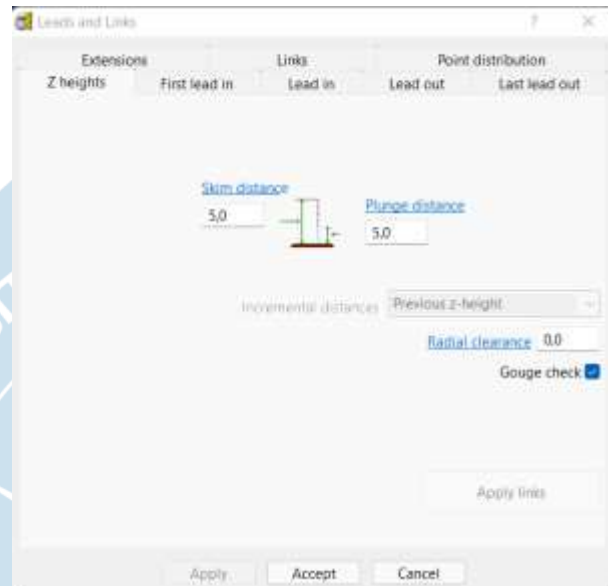 Leads and Links
?
Extensions Links Point distribution
Z heights First lead in Lead in Lead out Last lead out
Skim distance
5,0
Plunge distance
5,0
Incremental distances Previous z-height
Radial clearance 0,0
Gouge check
Apply links
Apply Accept Cancel